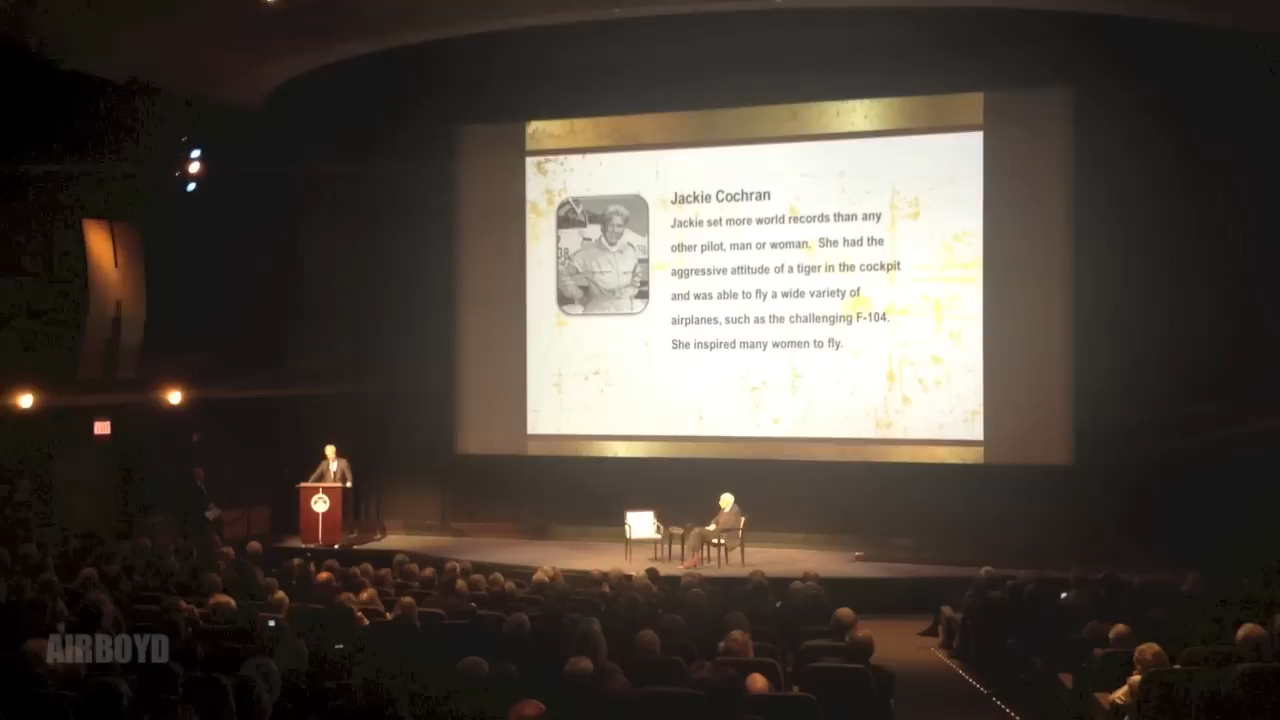 Jackie Cochran
Jackie set more world records than any
other pilot, man or woman. She had the
aggressive attitude of a tiger in the cockpit
and was able to fly a wide variety of
airplanes, such as the challenging F-104.
She inspired many women to fly.
38
EXIT
AIRBOYD